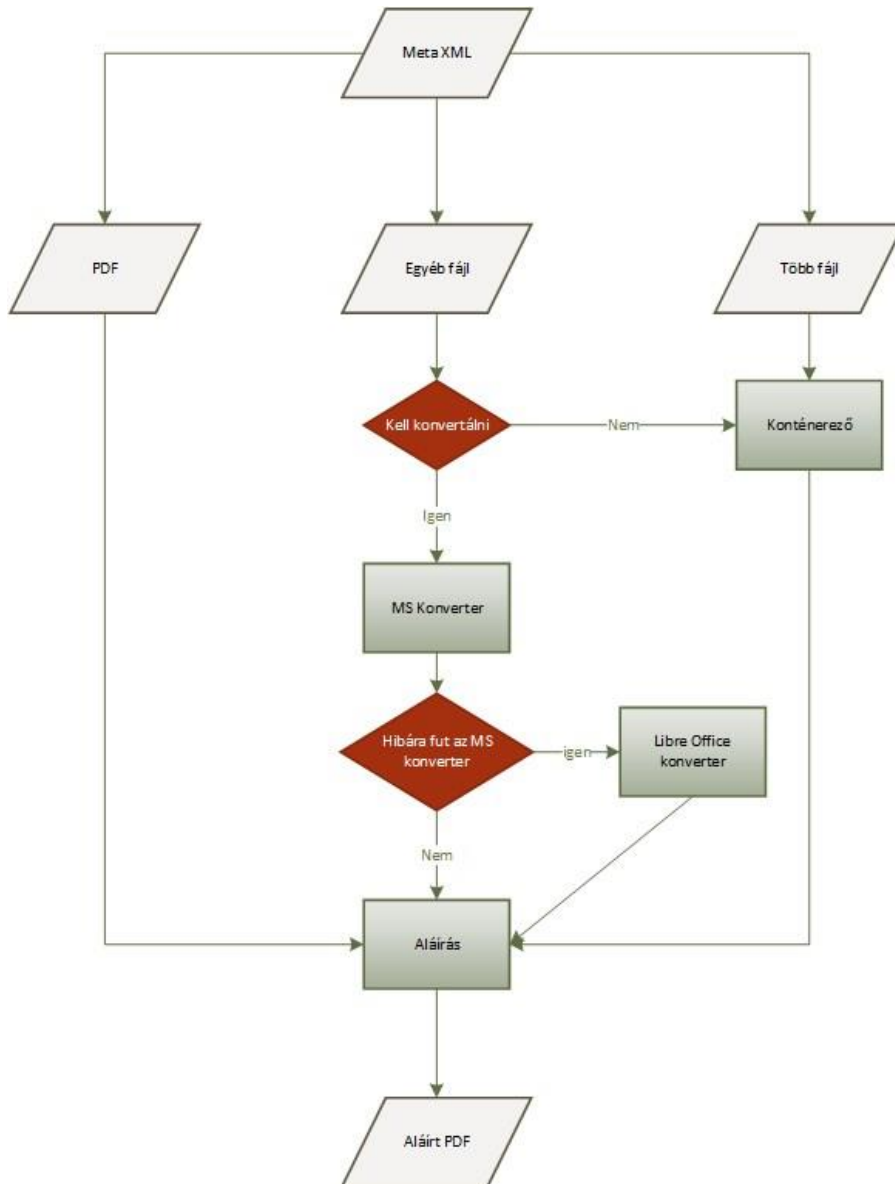 Meta XML
PDF
Egyéb fájl
Több fájl
Kell konvertálni
Nem
Konténerező
Igen
MS Konverter
Hibára fut az MS
konverter
igen
Libre Office
konverter
Nem
Aláírás
Aláírt PDF